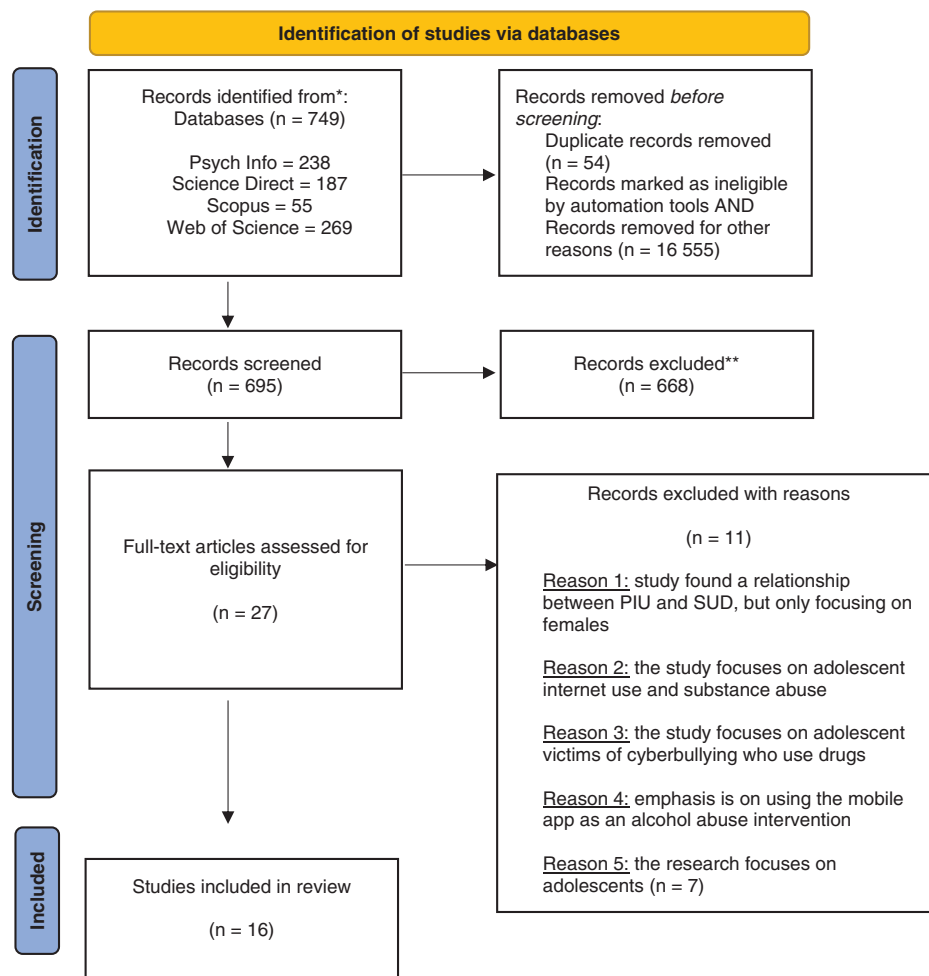 Identification of studies via databases
Identification
Records identified from*:
Databases (n = 749)
Psych Info = 238
Science Direct = 187
Scopus = 55
Web of Science = 269
Records removed before
screening:
Duplicate records removed
(n = 54)
Records marked as ineligible
by automation tools AND
Records removed for other
reasons (n = 16 555)
Screening
Records screened
(n = 695)
Records excluded**
(n = 668)
Full-text articles assessed for
eligibility
(n = 27)
Records excluded with reasons
(n = 11)
Reason 1: study found a relationship
between PIU and SUD, but only focusing on
females
Reason 2: the study focuses on adolescent
internet use and substance abuse
Reason 3: the study focuses on adolescent
victims of cyberbullying who use drugs
Reason 4: emphasis is on using the mobile
app as an alcohol abuse intervention
Reason 5: the research focuses on
adolescents (n = 7)
Included
Studies included in review
(n = 16)